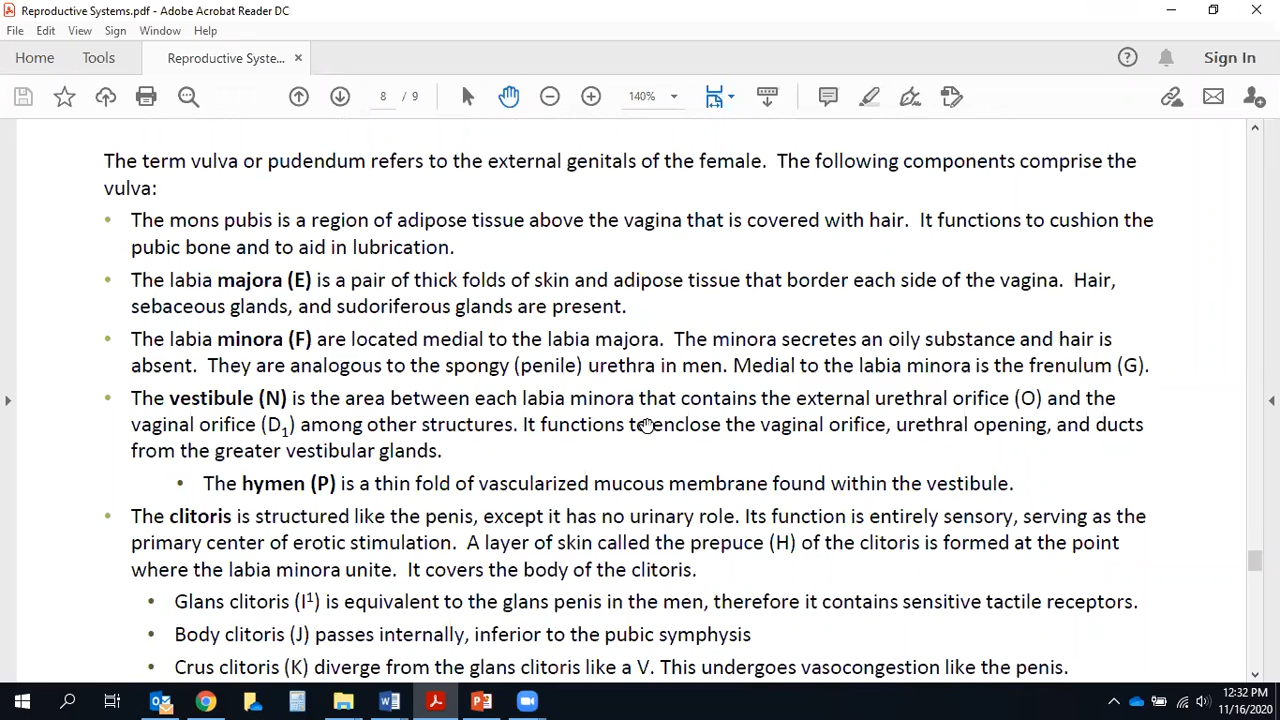 Reproductive Systems.pdf - Adobe Acrobat Reader DC
File Edit View Sign Window Help
Home Tools Reproductive Syste... × Sign In
8 / 9 140%
The term vulva or pudendum refers to the external genitals of the female. The following components comprise the
vulva:
• The mons pubis is a region of adipose tissue above the vagina that is covered with hair. It functions to cushion the
pubic bone and to aid in lubrication.
• The labia majora (E) is a pair of thick folds of skin and adipose tissue that border each side of the vagina. Hair,
sebaceous glands, and sudoriferous glands are present.
• The labia minora (F) are located medial to the labia majora. The minora secretes an oily substance and hair is
absent. They are analogous to the spongy (penile) urethra in men. Medial to the labia minora is the frenulum (G).
• The vestibule (N) is the area between each labia minora that contains the external urethral orifice (O) and the
vaginal orifice (D₁) among other structures. It functions to enclose the vaginal orifice, urethral opening, and ducts
from the greater vestibular glands.
• The hymen (P) is a thin fold of vascularized mucous membrane found within the vestibule.
• The clitoris is structured like the penis, except it has no urinary role. Its function is entirely sensory, serving as the
primary center of erotic stimulation. A layer of skin called the prepuce (H) of the clitoris is formed at the point
where the labia minora unite. It covers the body of the clitoris.
• Glans clitoris (I¹) is equivalent to the glans penis in the men, therefore it contains sensitive tactile receptors.
• Body clitoris (J) passes internally, inferior to the pubic symphysis
• Crus clitoris (K) diverge from the glans clitoris like a V. This undergoes vasocongestion like the penis.
12:32 PM
11/16/2020